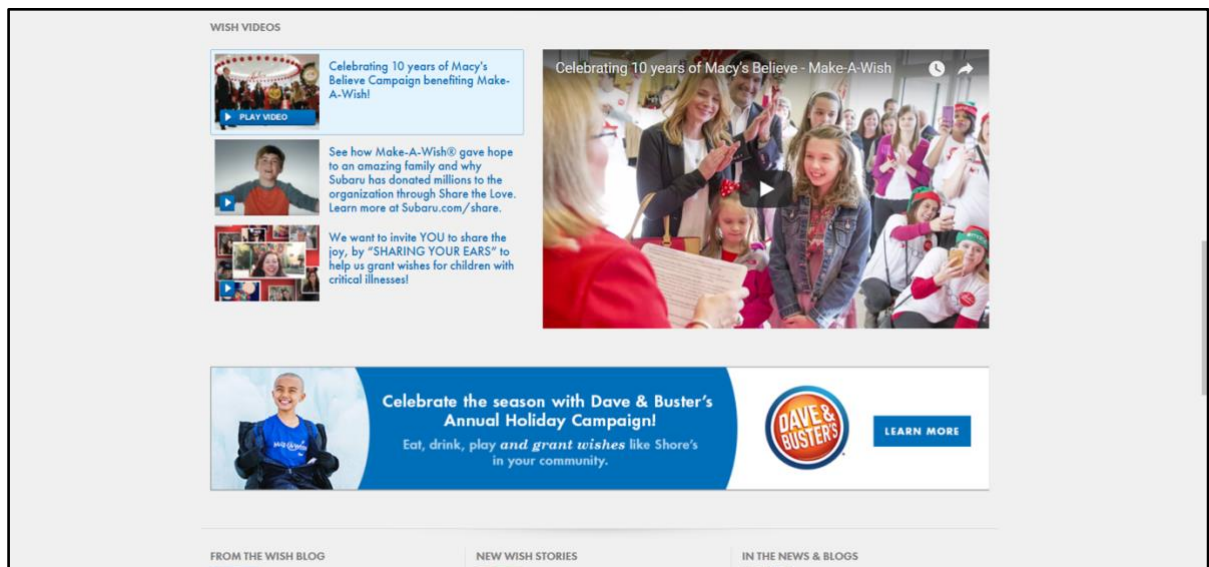 WISH VIDEOS
Celebrating 10 years of Macy's
Believe Campaign benefiting Make-
A-Wish!
PLAY VIDEO
See how Make-A-Wish® gave hope
to an amazing family and why
Subaru has donated millions to the
organization through Share the Love.
Learn more at Subaru.com/share.
We want to invite YOU to share the
joy, by “SHARING YOUR EARS” to
help us grant wishes for children with
critical illnesses!
Celebrating 10 years of Macy's Believe - Make-A-Wish
Celebrate the season with Dave & Buster’s
Annual Holiday Campaign!
Eat, drink, play and grant wishes like Shore’s
in your community.
DAVE &
BUSTER'S
LEARN MORE
FROM THE WISH BLOG
NEW WISH STORIES
IN THE NEWS & BLOGS